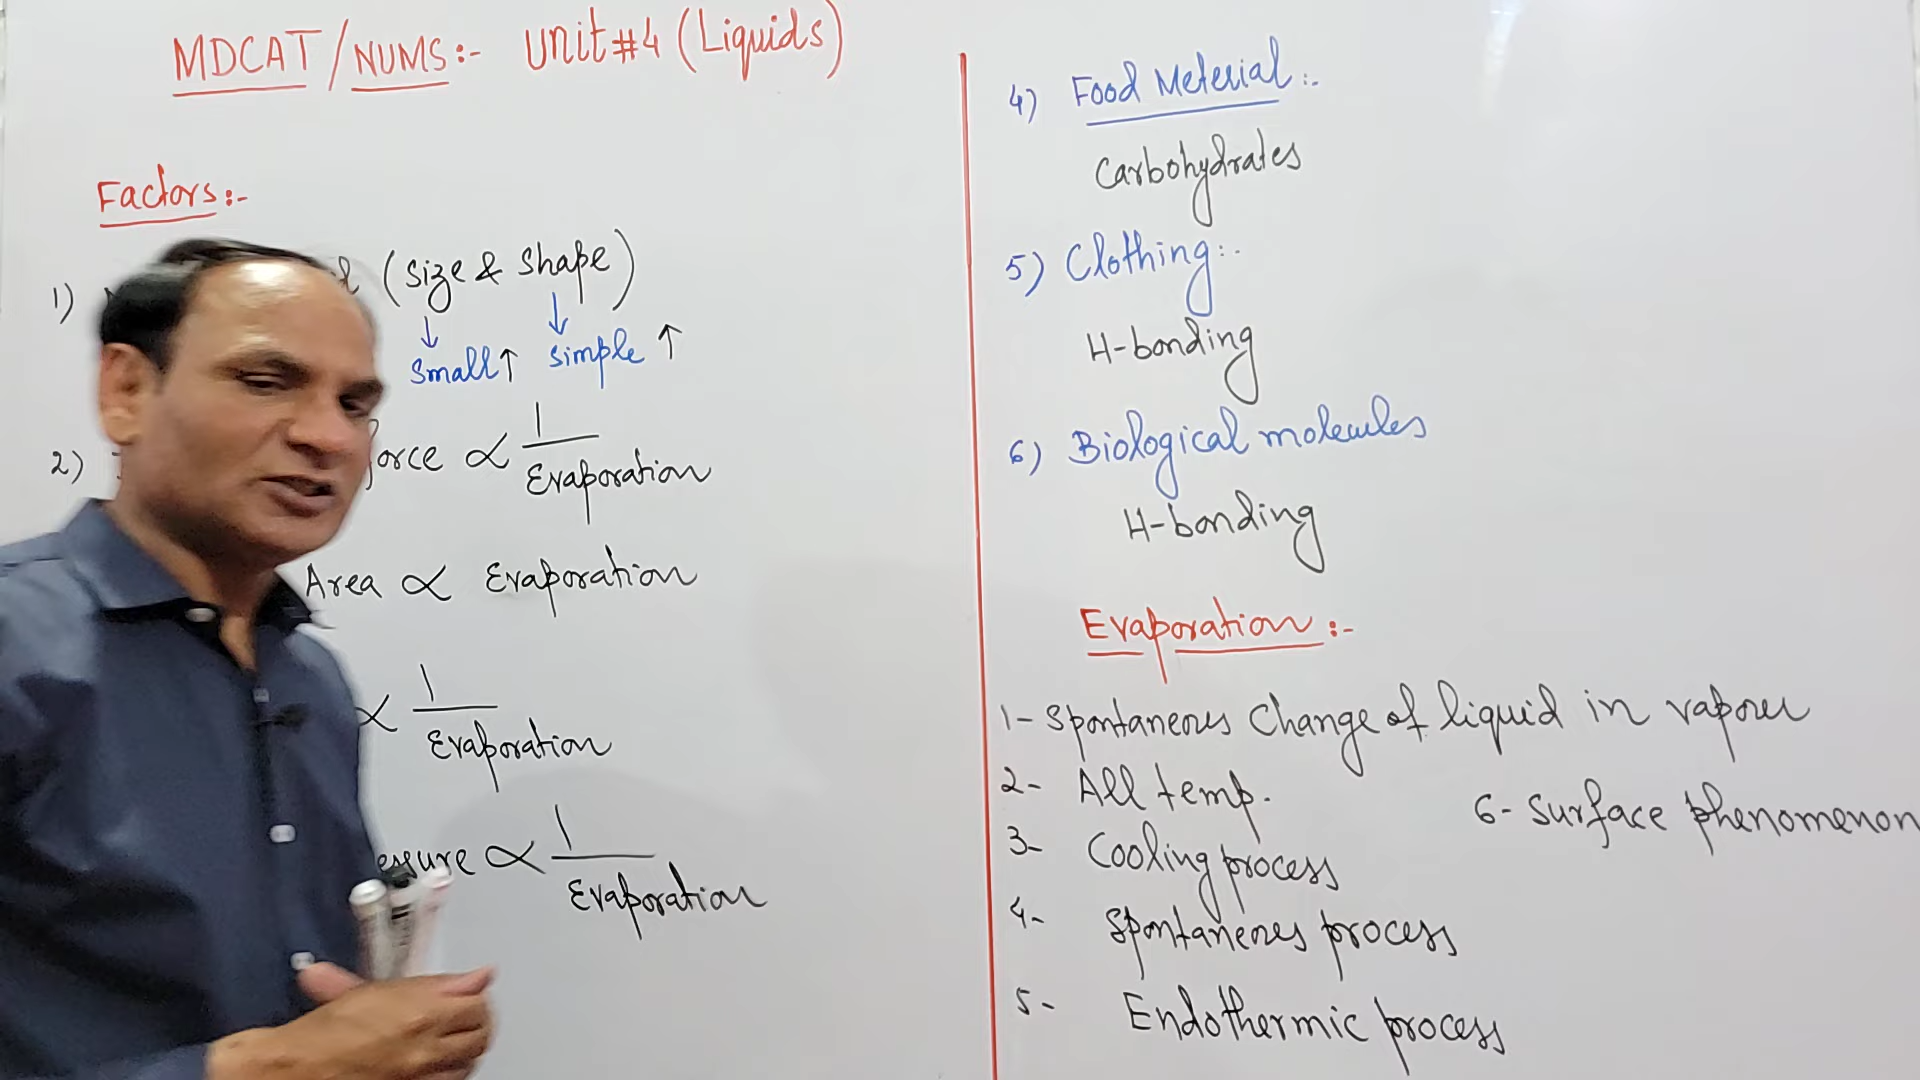 MDCAT/NUMS:- Unit#4 (Liquids)
Factors:-
1) (Size & Shape)
↓ ↓
Small↑ Simple ↑
2) orce ∝ 1/Evaporation
Area ∝ Evaporation
∝ 1/Evaporation
essure ∝ 1/Evaporation
4) Food Meterial:-
Carbohydrates
5) Clothing:-
H-bonding
6) Biological molecules
H-bonding
Evaporation:-
1- Spontaneous Change of liquid in vapour
2- All temp.
3- Cooling process
4- Spontaneous process
5- Endothermic process
6- Surface phenomenon